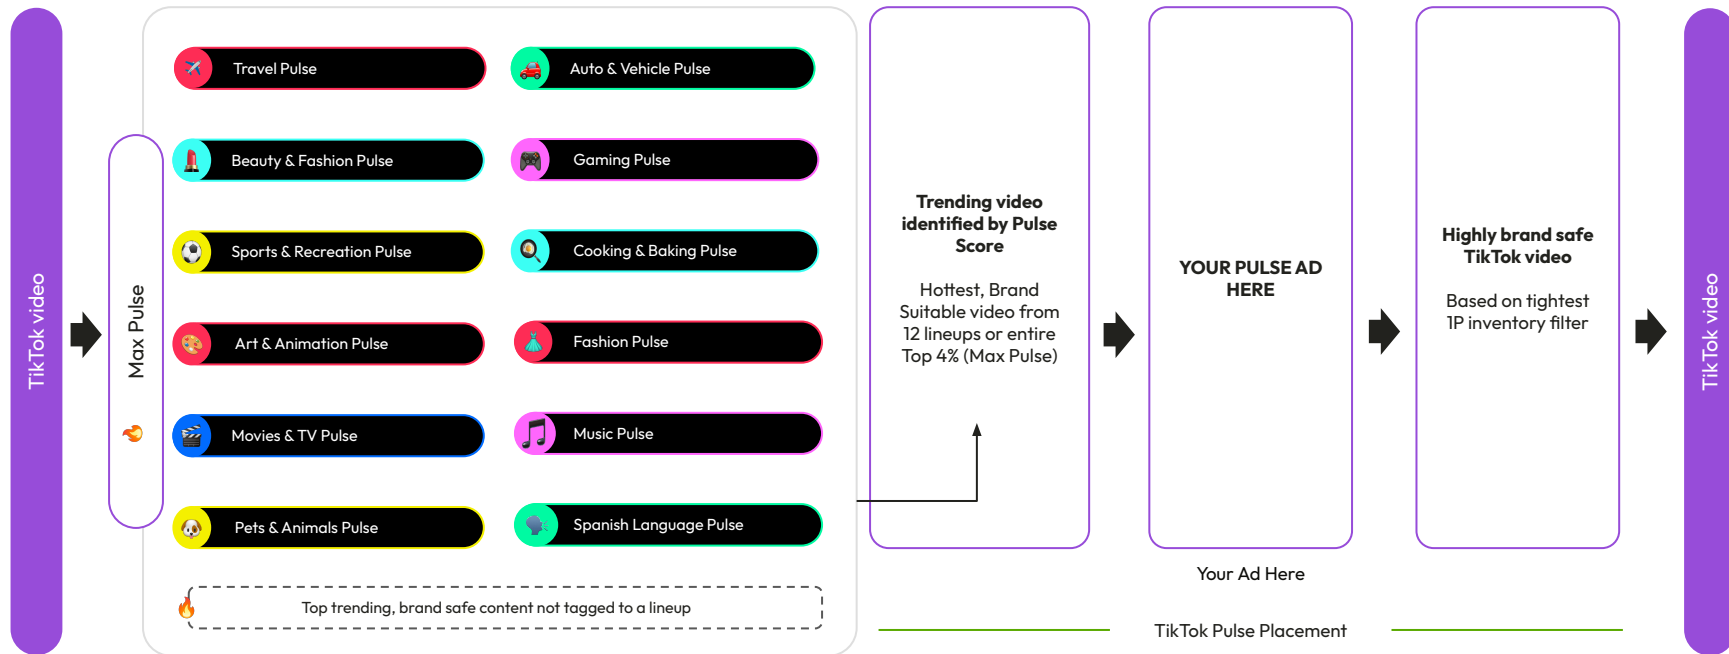 TikTok video
Max Pulse
Travel Pulse
Auto & Vehicle Pulse
Beauty & Fashion Pulse
Gaming Pulse
Sports & Recreation Pulse
Cooking & Baking Pulse
Art & Animation Pulse
Fashion Pulse
Movies & TV Pulse
Music Pulse
Pets & Animals Pulse
Spanish Language Pulse
Top trending, brand safe content not tagged to a lineup
Trending video
identified by Pulse
Score
Hottest, Brand
Suitable video from
12 lineups or entire
Top 4% (Max Pulse)
YOUR PULSE AD
HERE
Highly brand safe
TikTok video
Based on tightest
1P inventory filter
Your Ad Here
TikTok Pulse Placement
TikTok video